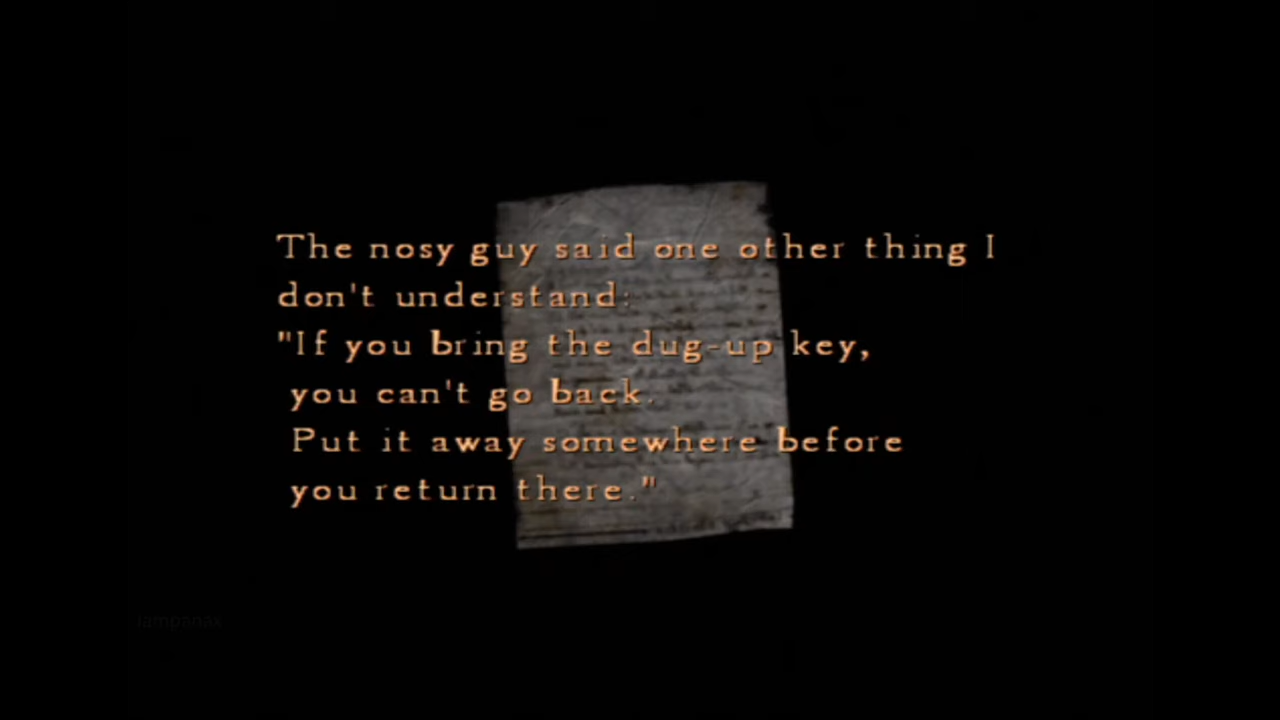 The nosy guy said one other thing I
don't understand:
"If you bring the dug-up key,
you can't go back.
Put it away somewhere before
you return there."